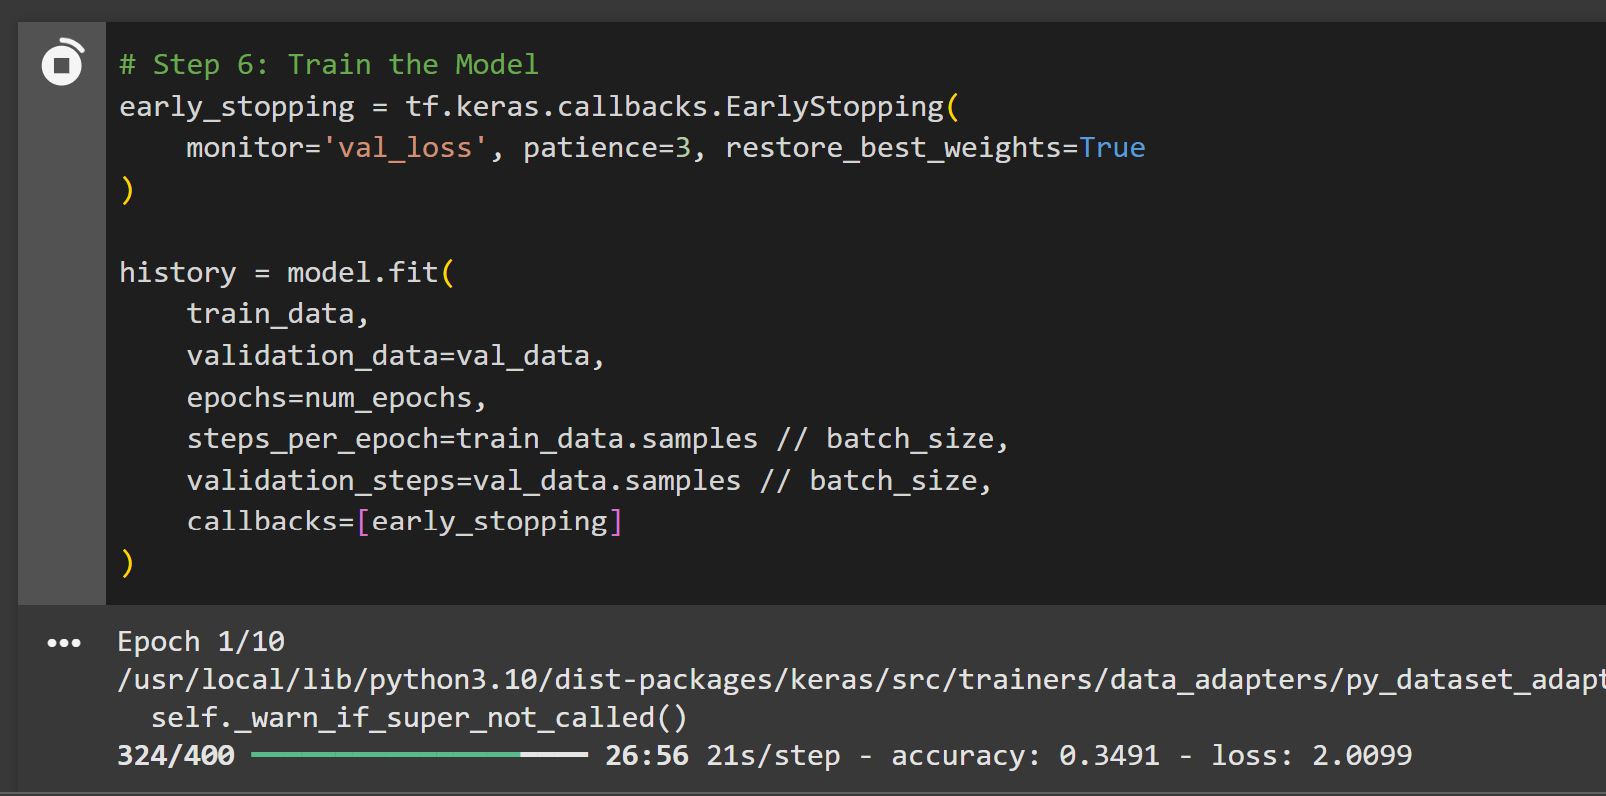 # Step 6: Train the Model
early_stopping = tf.keras.callbacks.EarlyStopping(
    monitor='val_loss', patience=3, restore_best_weights=True
)
history = model.fit(
    train_data,
    validation_data=val_data,
    epochs=num_epochs,
    steps_per_epoch=train_data.samples // batch_size,
    validation_steps=val_data.samples // batch_size,
    callbacks=[early_stopping]
)
Epoch 1/10
/usr/local/lib/python3.10/dist-packages/keras/src/trainers/data_adapters/py_dataset_adapt
  self._warn_if_super_not_called()
324/400 26:56 21s/step - accuracy: 0.3491 - loss: 2.0099